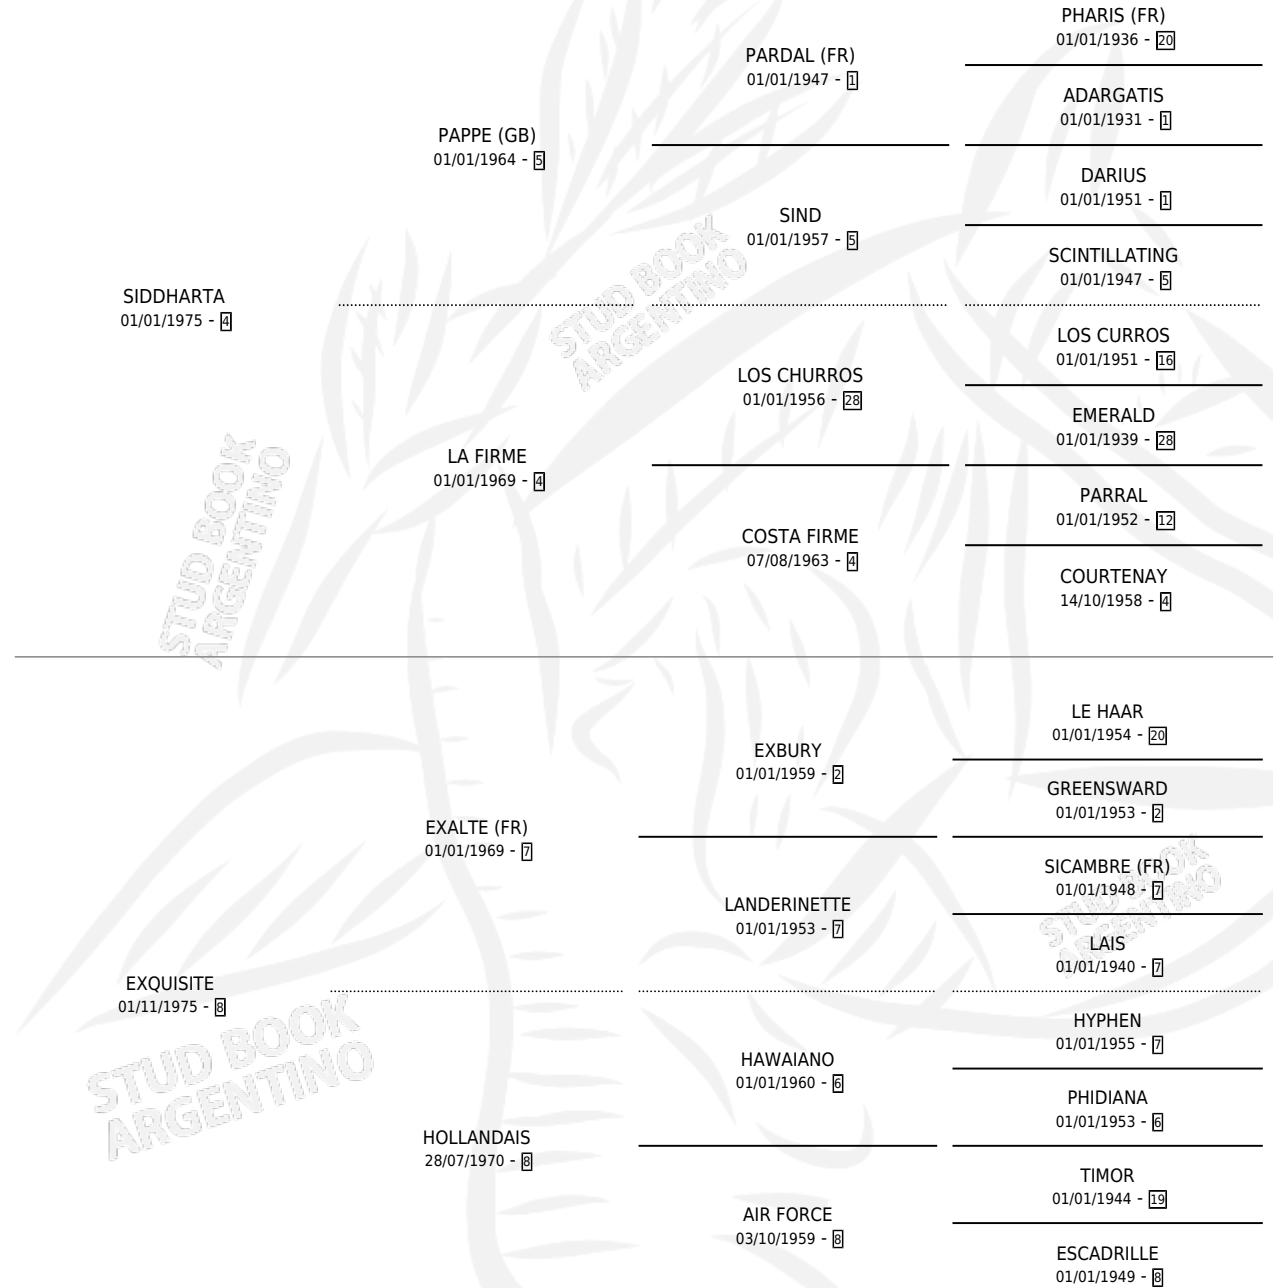 PHARIS (FR)
01/01/1936 - 20
PARDAL (FR)
01/01/1947 - 1
ADARGATIS
01/01/1931 - 1
PAPPE (GB)
01/01/1964 - 5
DARIUS
01/01/1951 - 1
SIND
01/01/1957 - 5
SCINTILLATING
01/01/1947 - 5
STUD BOOK
ARGENTINO
SIDDHARTA
01/01/1975 - 4
LOS CURROS
01/01/1951 - 16
LOS CHURROS
01/01/1956 - 28
EMERALD
01/01/1939 - 28
LA FIRME
01/01/1969 - 4
PARRAL
01/01/1952 - 12
COSTA FIRME
07/08/1963 - 4
COURTENAY
14/10/1958 - 4
STUD BOOK
ARGENTINO
LE HAAR
01/01/1954 - 20
EXBURY
01/01/1959 - 2
GREENSWARD
01/01/1953 - 2
EXALTE (FR)
01/01/1969 - 7
SICAMBRE (FR)
01/01/1948 - 7
LANDERINETTE
01/01/1953 - 7
LAIS
01/01/1940 - 7
STUD BOOK
ARGENTINO
EXQUISITE
01/11/1975 - 8
HYPHEN
01/01/1955 - 7
HAWAIANO
01/01/1960 - 6
PHIDIANA
01/01/1953 - 6
STUD BOOK
ARGENTINO
HOLLANDAIS
28/07/1970 - 8
TIMOR
01/01/1944 - 19
AIR FORCE
03/10/1959 - 8
ESCADRILLE
01/01/1949 - 8